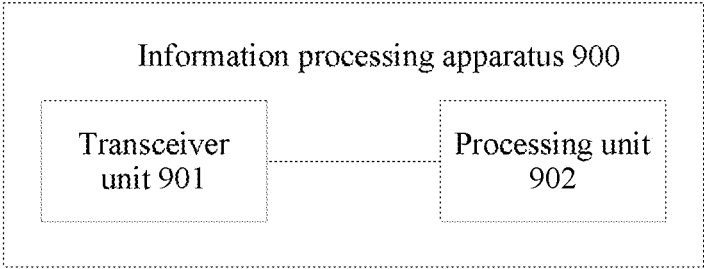 Information processing apparatus 900
Transceiver
unit 901
Processing unit
902